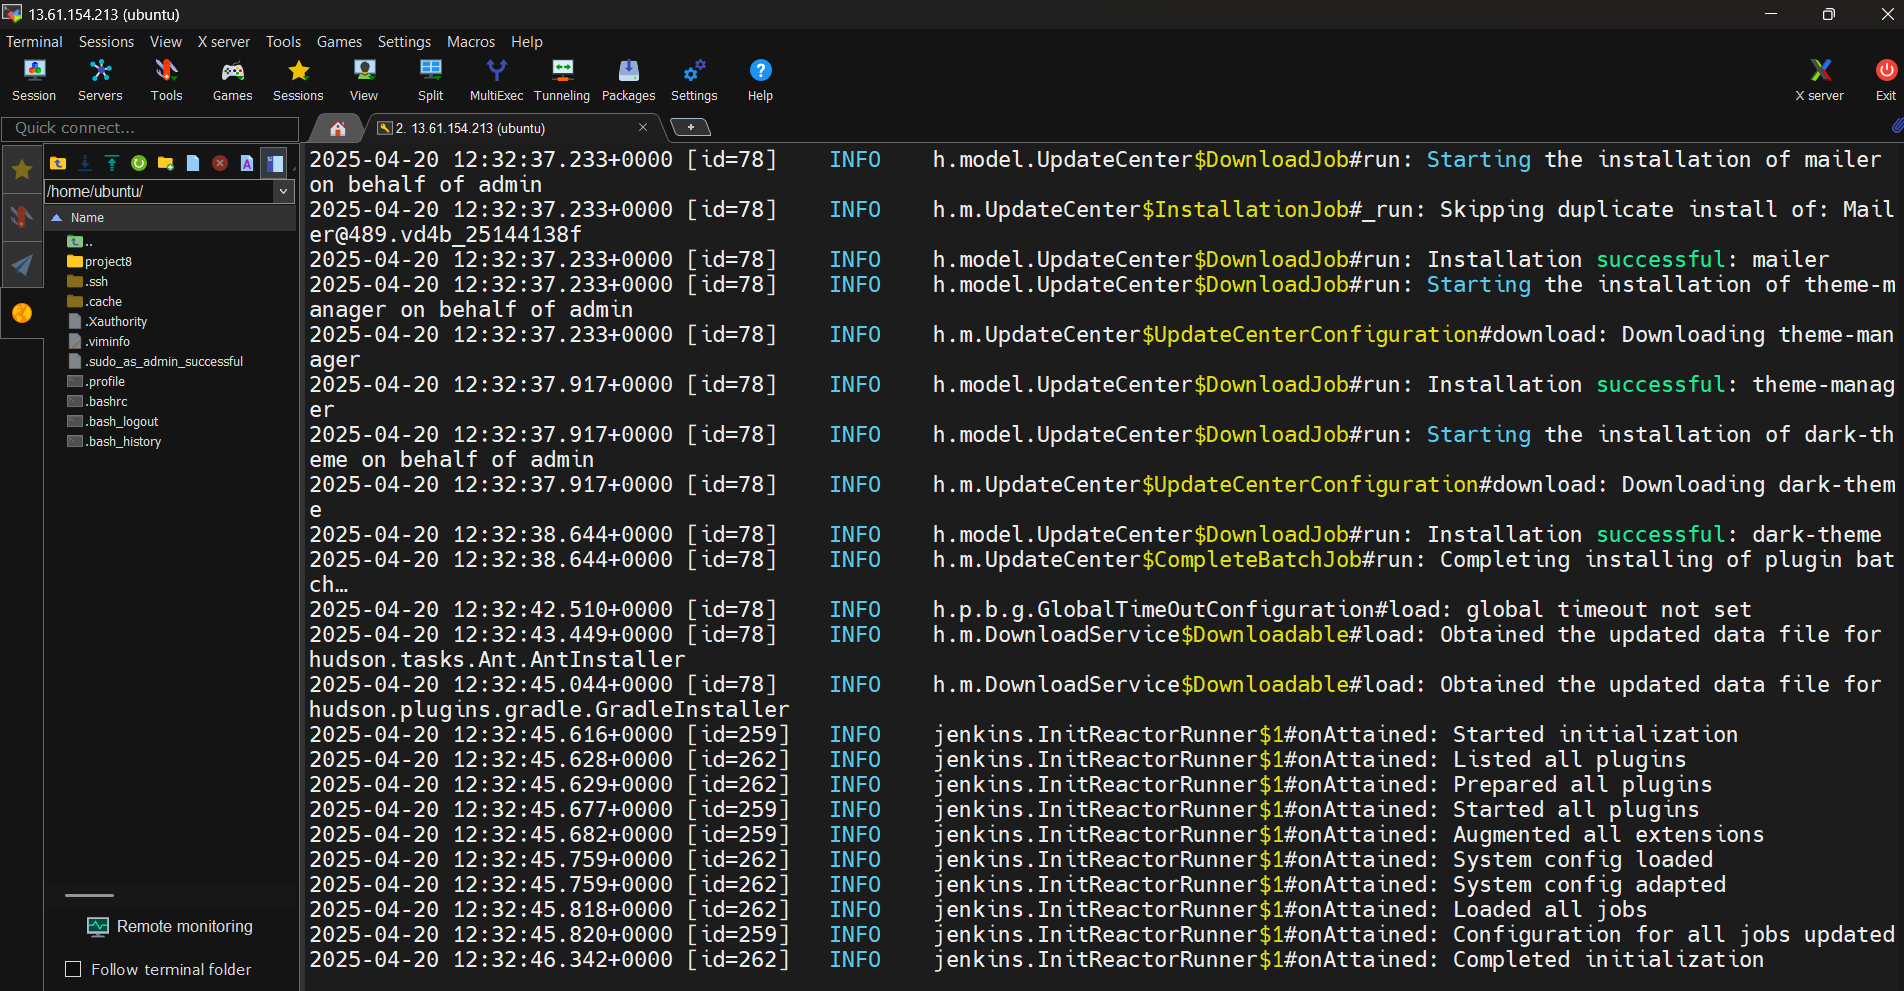 13.61.154.213 (ubuntu)
Terminal Sessions View X server Tools Games Settings Macros Help
Session Servers Tools Games Sessions View Split MultiExec Tunneling Packages Settings Help X server Exit
Quick connect...
2. 13.61.154.213 (ubuntu)
/home/ubuntu/
Name
..
project8
.ssh
.cache
.Xauthority
.viminfo
.sudo_as_admin_successful
.profile
.bashrc
.bash_logout
.bash_history
Remote monitoring
Follow terminal folder
2025-04-20 12:32:37.233+0000 [id=78] INFO h.model.UpdateCenter$DownloadJob#run: Starting the installation of mailer
on behalf of admin
2025-04-20 12:32:37.233+0000 [id=78] INFO h.m.UpdateCenter$InstallationJob#_run: Skipping duplicate install of: Mail
er@489.vd4b_25144138f
2025-04-20 12:32:37.233+0000 [id=78] INFO h.model.UpdateCenter$DownloadJob#run: Installation successful: mailer
2025-04-20 12:32:37.233+0000 [id=78] INFO h.model.UpdateCenter$DownloadJob#run: Starting the installation of theme-m
anager on behalf of admin
2025-04-20 12:32:37.233+0000 [id=78] INFO h.m.UpdateCenter$UpdateCenterConfiguration#download: Downloading theme-man
ager
2025-04-20 12:32:37.917+0000 [id=78] INFO h.model.UpdateCenter$DownloadJob#run: Installation successful: theme-manag
er
2025-04-20 12:32:37.917+0000 [id=78] INFO h.model.UpdateCenter$DownloadJob#run: Starting the installation of dark-th
eme on behalf of admin
2025-04-20 12:32:37.917+0000 [id=78] INFO h.m.UpdateCenter$UpdateCenterConfiguration#download: Downloading dark-them
e
2025-04-20 12:32:38.644+0000 [id=78] INFO h.model.UpdateCenter$DownloadJob#run: Installation successful: dark-theme
2025-04-20 12:32:38.644+0000 [id=78] INFO h.m.UpdateCenter$CompleteBatchJob#run: Completing installing of plugin bat
ch…
2025-04-20 12:32:42.510+0000 [id=78] INFO h.p.b.g.GlobalTimeOutConfiguration#load: global timeout not set
2025-04-20 12:32:43.449+0000 [id=78] INFO h.m.DownloadService$Downloadable#load: Obtained the updated data file for
hudson.tasks.Ant.AntInstaller
2025-04-20 12:32:45.044+0000 [id=78] INFO h.m.DownloadService$Downloadable#load: Obtained the updated data file for
hudson.plugins.gradle.GradleInstaller
2025-04-20 12:32:45.616+0000 [id=259] INFO jenkins.InitReactorRunner$1#onAttained: Started initialization
2025-04-20 12:32:45.628+0000 [id=262] INFO jenkins.InitReactorRunner$1#onAttained: Listed all plugins
2025-04-20 12:32:45.629+0000 [id=262] INFO jenkins.InitReactorRunner$1#onAttained: Prepared all plugins
2025-04-20 12:32:45.677+0000 [id=259] INFO jenkins.InitReactorRunner$1#onAttained: Started all plugins
2025-04-20 12:32:45.682+0000 [id=259] INFO jenkins.InitReactorRunner$1#onAttained: Augmented all extensions
2025-04-20 12:32:45.759+0000 [id=262] INFO jenkins.InitReactorRunner$1#onAttained: System config loaded
2025-04-20 12:32:45.759+0000 [id=262] INFO jenkins.InitReactorRunner$1#onAttained: System config adapted
2025-04-20 12:32:45.818+0000 [id=262] INFO jenkins.InitReactorRunner$1#onAttained: Loaded all jobs
2025-04-20 12:32:45.820+0000 [id=259] INFO jenkins.InitReactorRunner$1#onAttained: Configuration for all jobs updated
2025-04-20 12:32:46.342+0000 [id=262] INFO jenkins.InitReactorRunner$1#onAttained: Completed initialization